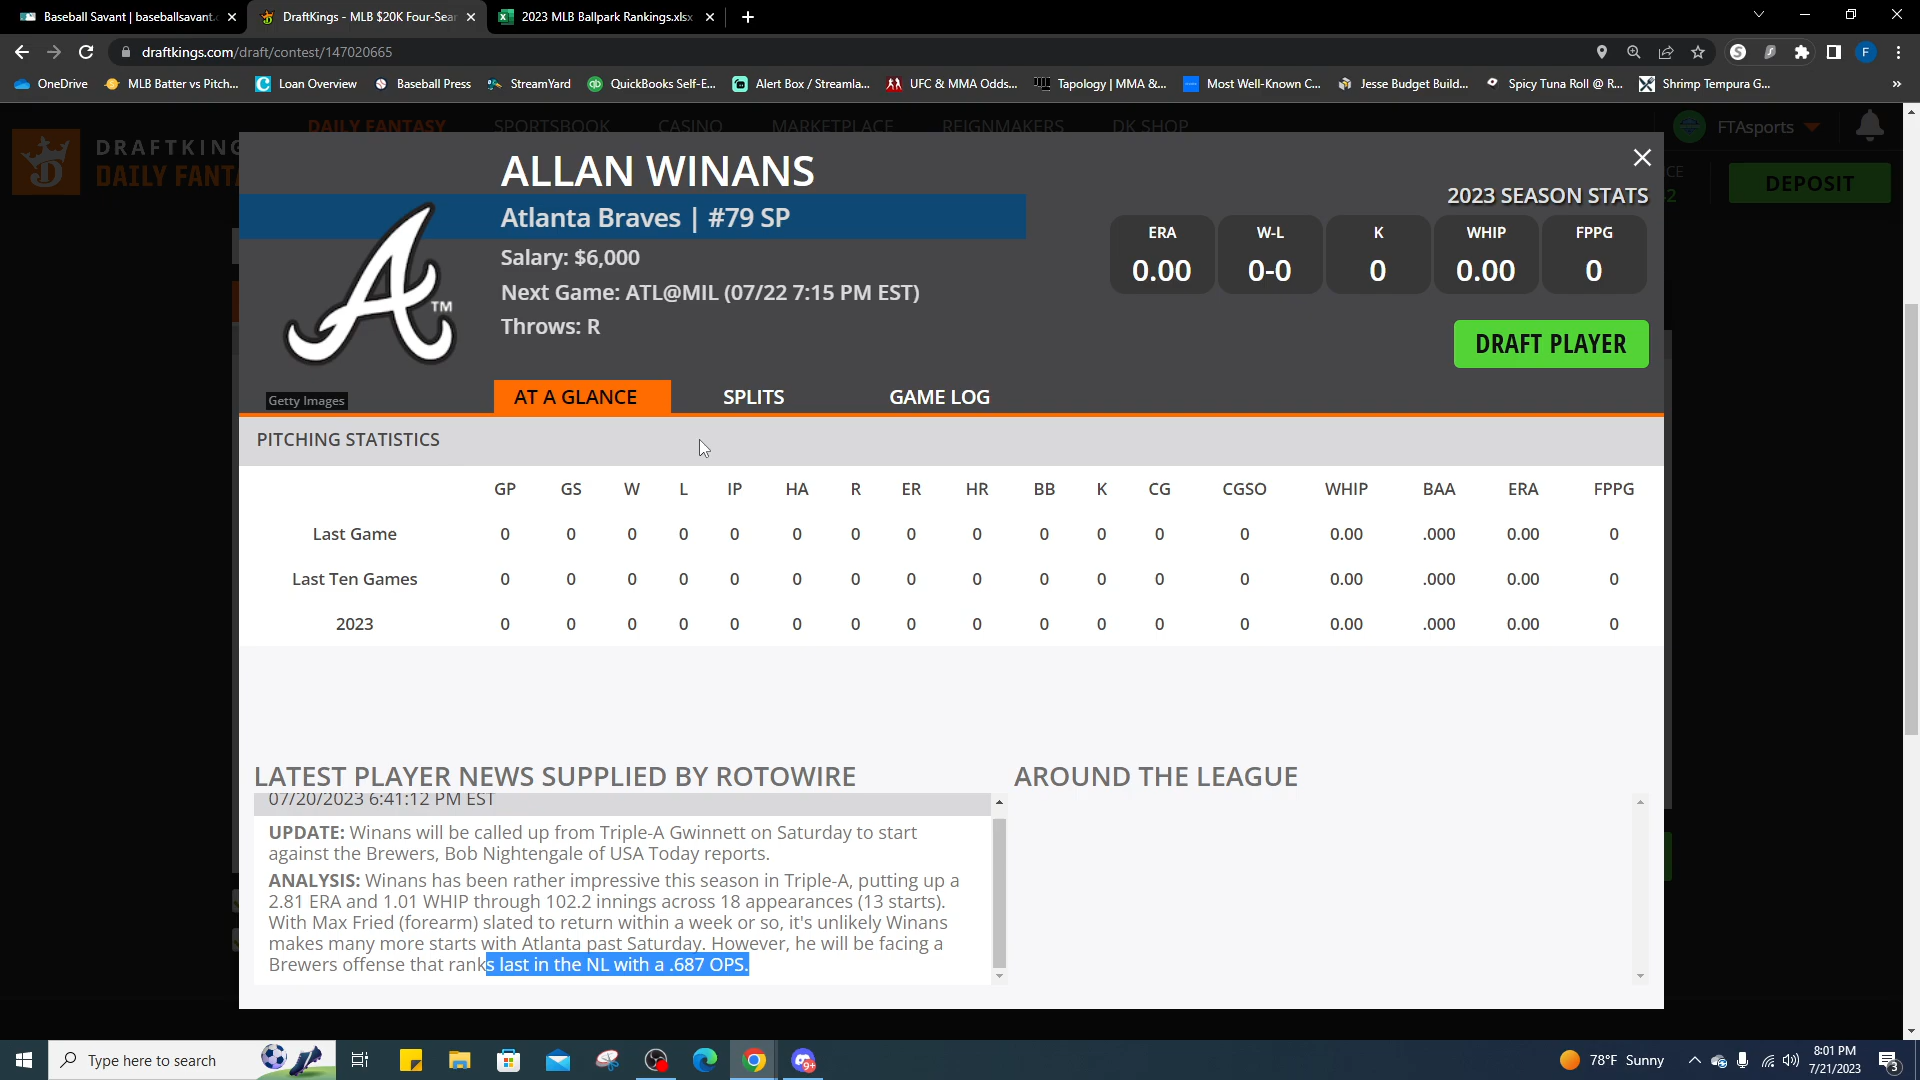 Baseball Savant | baseballsavant.
DraftKings - MLB $20K Four-Sea
2023 MLB Ballpark Rankings.xlsx
draftkings.com/draft/contest/147020665
F
OneDrive
MLB Batter vs Pitch...
Loan Overview
Baseball Press
StreamYard
QuickBooks Self-E...
Alert Box / Streamla...
UFC & MMA Odds...
Tapology | MMA &...
Most Well-Known C...
Jesse Budget Build...
Spicy Tuna Roll @ R...
Shrimp Tempura G...
»
DAILY FANTASY
SPORTSBOOK
CASINO
MARKETPLACE
REIGNMAKERS
DK SHOP
FTAsports
DRAFTKING
DAILY FANTA
DEPOSIT
ALLAN WINANS
Atlanta Braves | #79 SP
Salary: $6,000
Next Game: ATL@MIL (07/22 7:15 PM EST)
Throws: R
TM
Getty Images
2023 SEASON STATS
ERA W-L K WHIP FPPG
0.00 0-0 0 0.00 0
DRAFT PLAYER
AT A GLANCE SPLITS GAME LOG
PITCHING STATISTICS
GP GS W L IP HA R ER HR BB K CG CGSO WHIP BAA ERA FPPG
Last Game 0 0 0 0 0 0 0 0 0 0 0 0 0 0.00 .000 0.00 0
Last Ten Games 0 0 0 0 0 0 0 0 0 0 0 0 0 0.00 .000 0.00 0
2023 0 0 0 0 0 0 0 0 0 0 0 0 0 0.00 .000 0.00 0
LATEST PLAYER NEWS SUPPLIED BY ROTOWIRE
AROUND THE LEAGUE
07/20/2023 6:41:12 PM EST
UPDATE: Winans will be called up from Triple-A Gwinnett on Saturday to start
against the Brewers, Bob Nightengale of USA Today reports.
ANALYSIS: Winans has been rather impressive this season in Triple-A, putting up a
2.81 ERA and 1.01 WHIP through 102.2 innings across 18 appearances (13 starts).
With Max Fried (forearm) slated to return within a week or so, it's unlikely Winans
makes many more starts with Atlanta past Saturday. However, he will be facing a
Brewers offense that ranks last in the NL with a .687 OPS.
Type here to search
9+
78°F Sunny
8:01 PM
7/21/2023
3